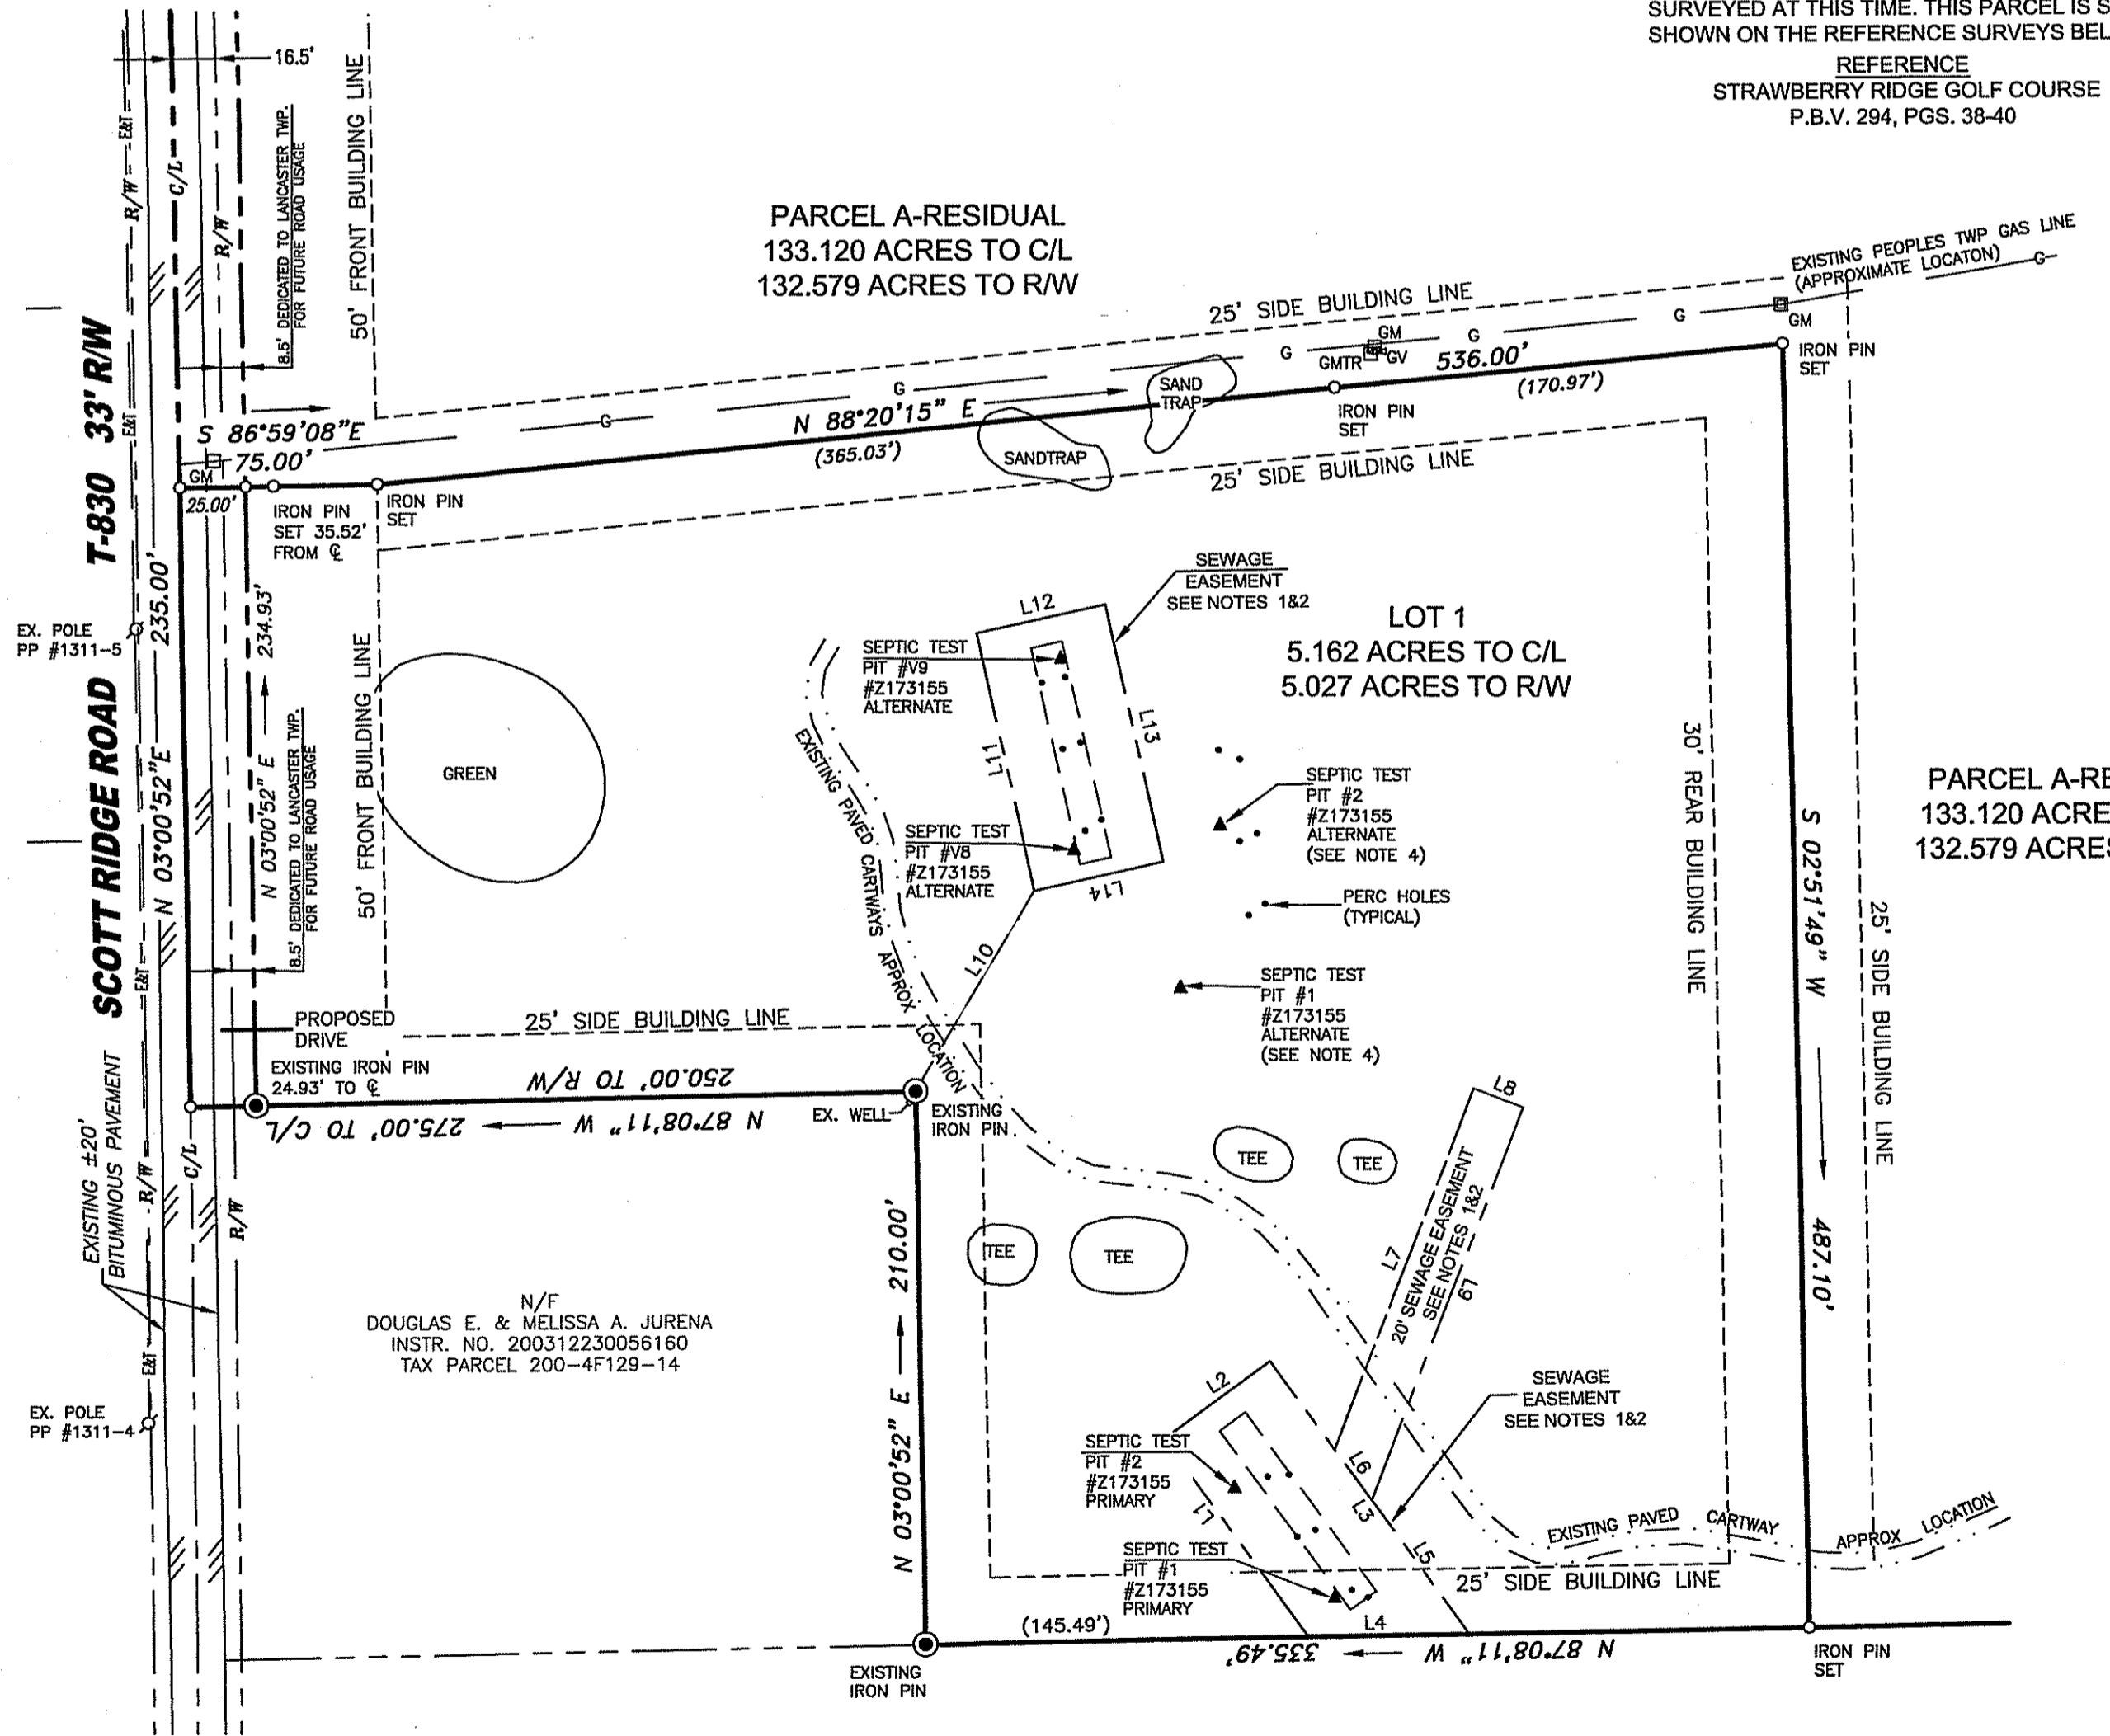 SURVEYED AT THIS TIME. THIS PARCEL IS S
SHOWN ON THE REFERENCE SURVEYS BEL
REFERENCE
STRAWBERRY RIDGE GOLF COURSE
P.B.V. 294, PGS. 38-40
16.5'
E&T
R/W
E&T
C/L
R/W
8.5' DEDICATED TO LANCASTER TWP.
FOR FUTURE ROAD USAGE
50' FRONT BUILDING LINE
PARCEL A-RESIDUAL
133.120 ACRES TO C/L
132.579 ACRES TO R/W
EXISTING PEOPLES TWP GAS LINE
(APPROXIMATE LOCATON)
G
25' SIDE BUILDING LINE
GM
G
G
GM
G
GMTR
GV
536.00'
(170.97')
IRON PIN
SET
SAND
TRAP
IRON PIN
SET
G
G
S 86°59'08"E
75.00'
GM
25.00'
N 88°20'15" E
(365.03')
SANDTRAP
25' SIDE BUILDING LINE
IRON PIN
SET 35.52'
FROM ℄
IRON PIN
SET
SCOTT RIDGE ROAD T-830 33' R/W
E&T
235.00'
N 03°00'52"E
234.93'
N 03°00'52" E
8.5' DEDICATED TO LANCASTER TWP.
FOR FUTURE ROAD USAGE
50' FRONT BUILDING LINE
EX. POLE
PP #1311-5
GREEN
SEWAGE
EASEMENT
SEE NOTES 1&2
L12
SEPTIC TEST
PIT #V9
#Z173155
ALTERNATE
L11
L13
L14
LOT 1
5.162 ACRES TO C/L
5.027 ACRES TO R/W
EXISTING PAVED CARTWAYS APPROX
LOCATION
SEPTIC TEST
PIT #V8
#Z173155
ALTERNATE
SEPTIC TEST
PIT #2
#Z173155
ALTERNATE
(SEE NOTE 4)
PERC HOLES
(TYPICAL)
L10
SEPTIC TEST
PIT #1
#Z173155
ALTERNATE
(SEE NOTE 4)
30' REAR BUILDING LINE
S 02°51'49" W
487.10'
25' SIDE BUILDING LINE
PARCEL A-RE
133.120 ACRE
132.579 ACRES
E&T
PROPOSED
DRIVE
25' SIDE BUILDING LINE
EXISTING IRON PIN
24.93' TO ℄
250.00' TO R/W
N 87°08'11" W
275.00' TO C/L
EX. WELL
EXISTING
IRON PIN
EXISTING ±20'
BITUMINOUS PAVEMENT
R/W
C/L
R/W
E&T
TEE
TEE
TEE
TEE
L8
L7
20' SEWAGE EASEMENT
SEE NOTES 1&2
L9
N 03°00'52" E
210.00'
N/F
DOUGLAS E. & MELISSA A. JURENA
INSTR. NO. 200312230056160
TAX PARCEL 200-4F129-14
EX. POLE
PP #1311-4
L2
SEWAGE
EASEMENT
SEE NOTES 1&2
SEPTIC TEST
PIT #2
#Z173155
PRIMARY
L1
L6
L3
L5
EXISTING PAVED CARTWAY APPROX LOCATION
SEPTIC TEST
PIT #1
#Z173155
PRIMARY
25' SIDE BUILDING LINE
(145.49')
L4
N 87°08'11" W
335.49'
EXISTING
IRON PIN
IRON PIN
SET